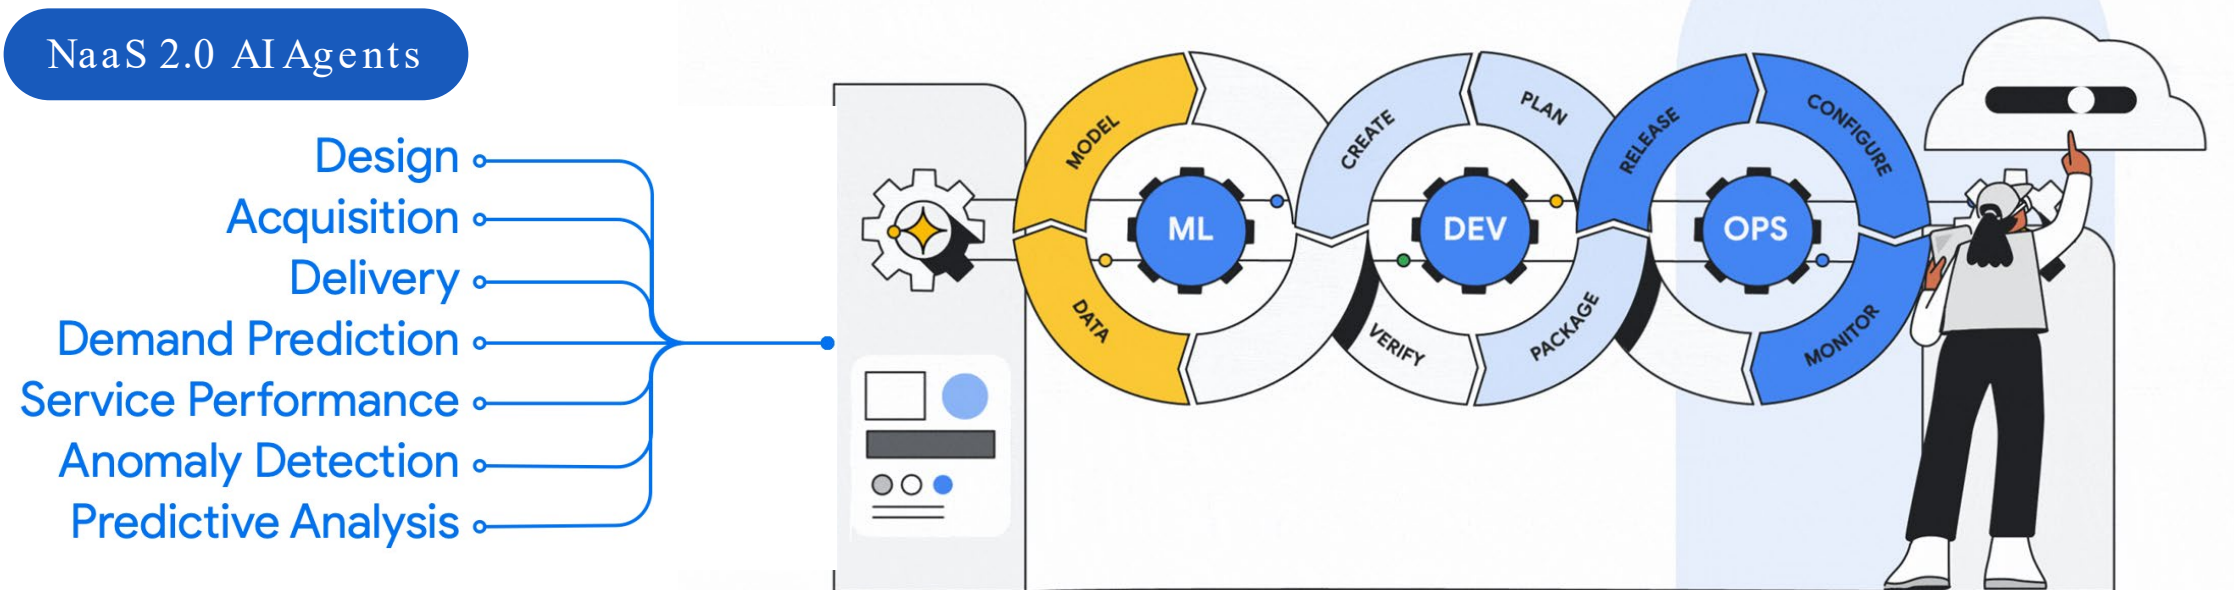 NaaS 2.0 AI Agents
Design
Acquisition
Delivery
Demand Prediction
Service Performance
Anomaly Detection
Predictive Analysis
MODEL
DATA
ML
CREATE
PLAN
VERIFY
PACKAGE
DEV
RELEASE
CONFIGURE
MONITOR
OPS